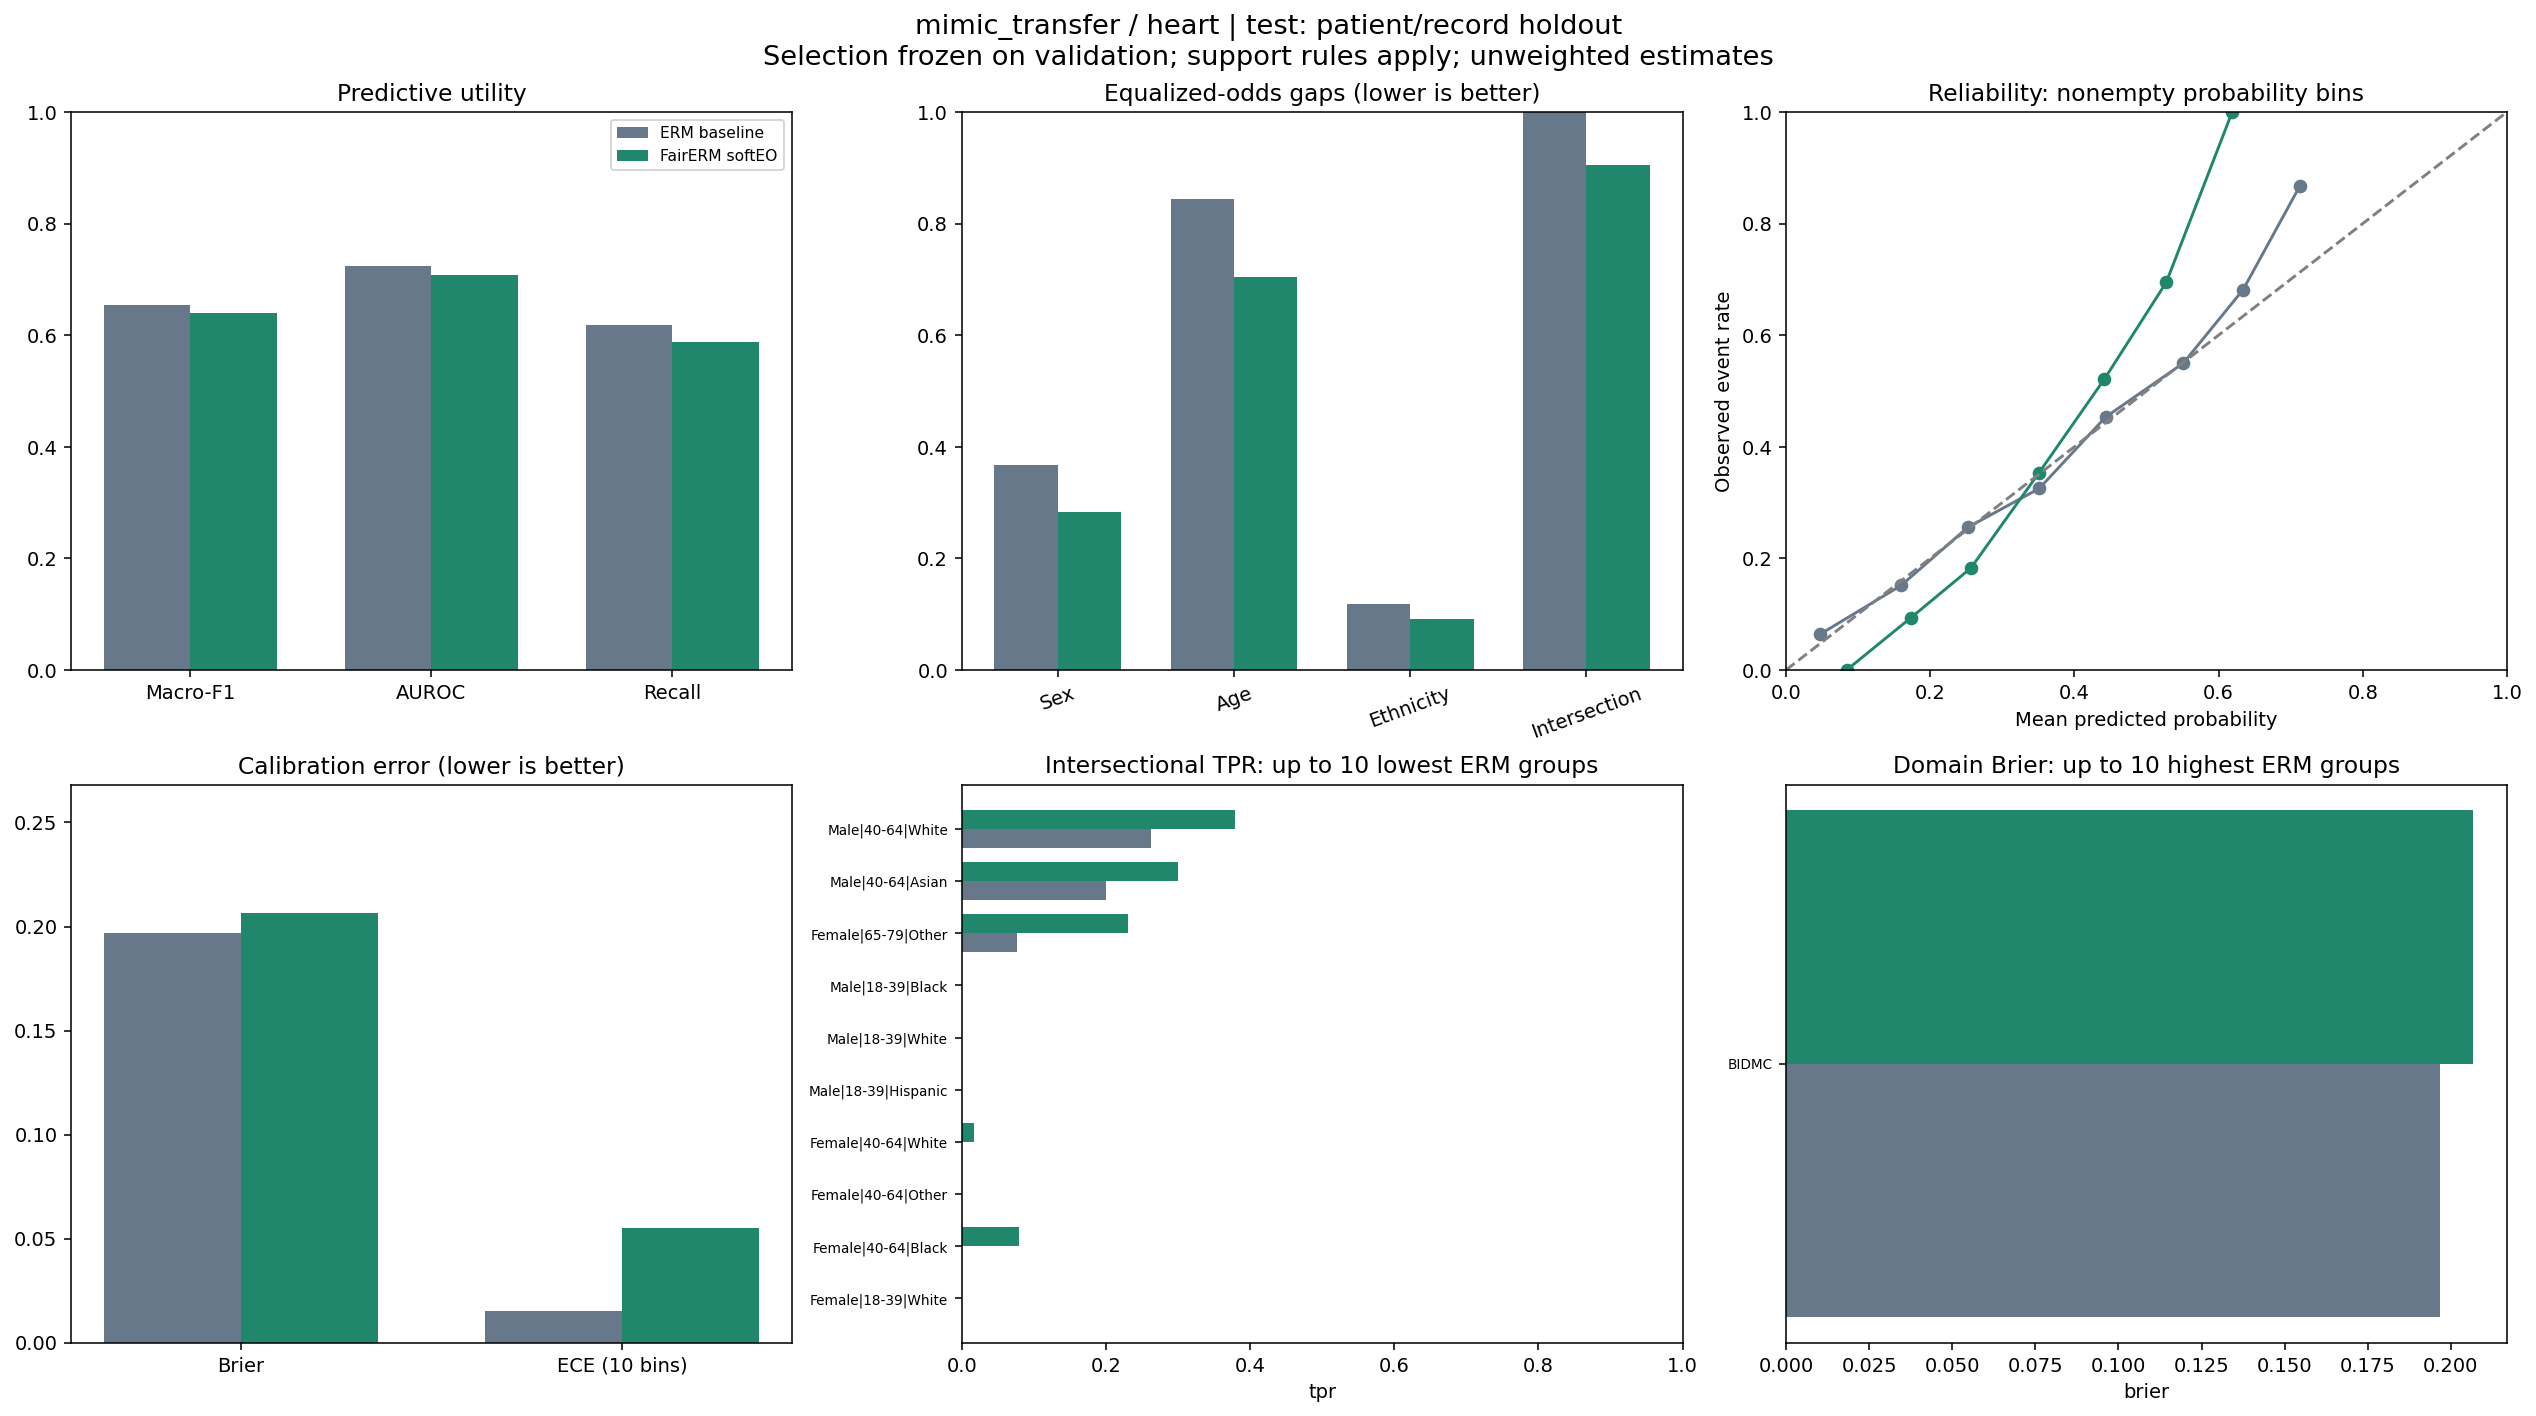 mimic_transfer / heart | test: patient/record holdout
Selection frozen on validation; support rules apply; unweighted estimates
Predictive utility
1.0
0.8
0.6
0.4
0.2
0.0
ERM baseline
FairERM softEO
Macro-F1 AUROC Recall
Equalized-odds gaps (lower is better)
1.0
0.8
0.6
0.4
0.2
0.0
Sex Age Ethnicity Intersection
Reliability: nonempty probability bins
Observed event rate
1.0
0.8
0.6
0.4
0.2
0.0
0.0 0.2 0.4 0.6 0.8 1.0
Mean predicted probability
Calibration error (lower is better)
0.25
0.20
0.15
0.10
0.05
0.00
Brier ECE (10 bins)
Intersectional TPR: up to 10 lowest ERM groups
Male|40-64|White
Male|40-64|Asian
Female|65-79|Other
Male|18-39|Black
Male|18-39|White
Male|18-39|Hispanic
Female|40-64|White
Female|40-64|Other
Female|40-64|Black
Female|18-39|White
0.0 0.2 0.4 0.6 0.8 1.0
tpr
Domain Brier: up to 10 highest ERM groups
BIDMC
0.000 0.025 0.050 0.075 0.100 0.125 0.150 0.175 0.200
brier